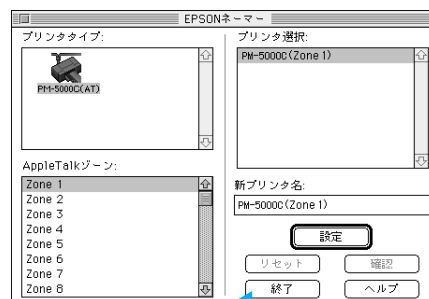 EPSONネーマー
プリンタタイプ:
PM-5000C(AT)
AppleTalkゾーン:
Zone 1
Zone 2
Zone 3
Zone 4
Zone 5
Zone 6
Zone 7
Zone 8
プリンタ選択:
PM-5000C(Zone 1)
新プリンタ名:
PM-5000C(Zone 1)
設定
リセット
確認
終了
ヘルプ